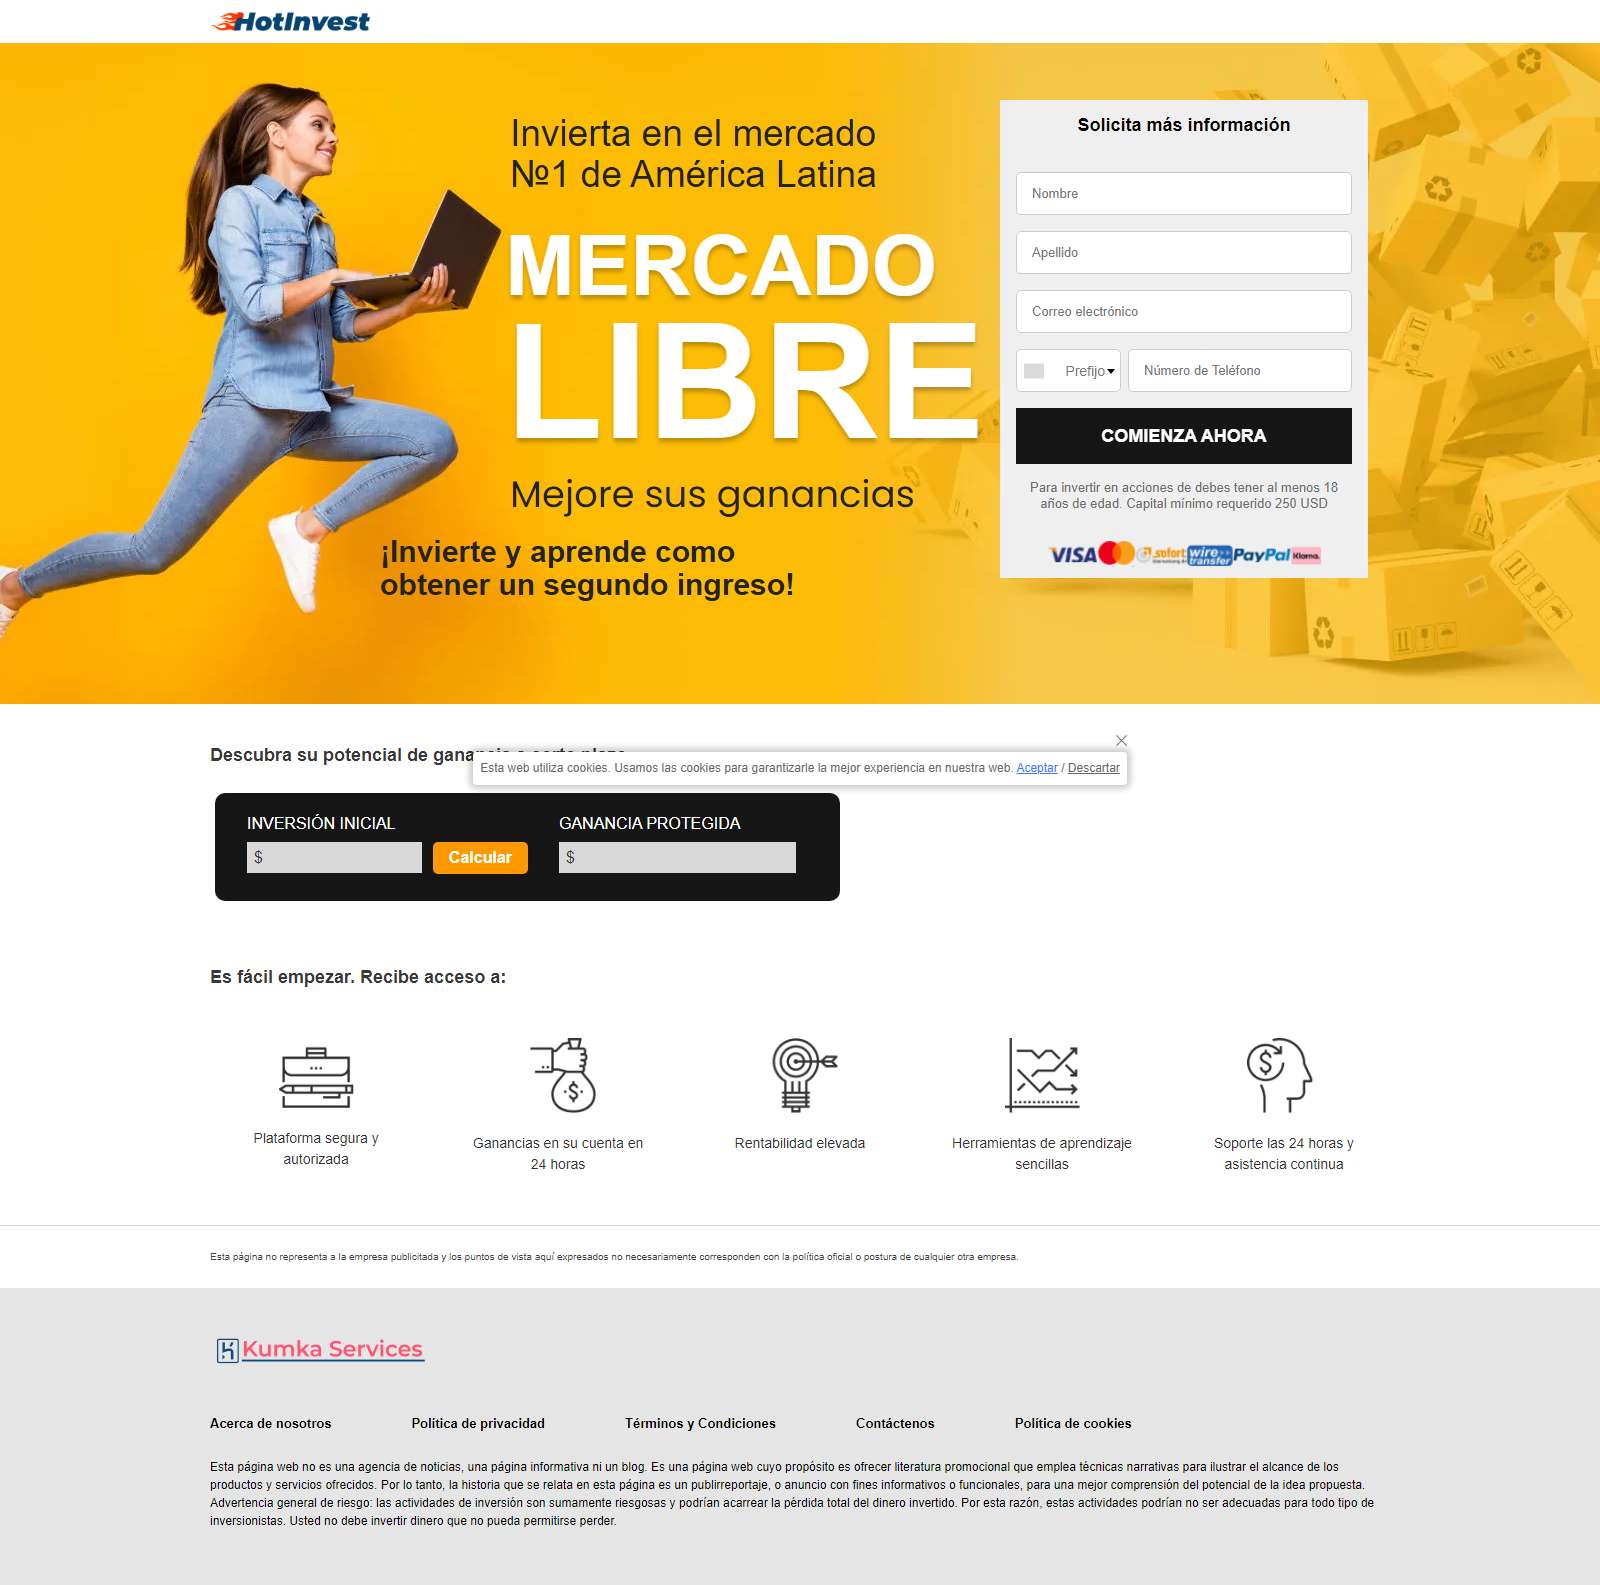 HotInvest
Invierta en el mercado
№1 de América Latina
MERCADO
LIBRE
Mejore sus ganancias
¡Invierte y aprende como
obtener un segundo ingreso!
Solicita más información
Nombre
Apellido
Correo electrónico
Prefijo
Número de Teléfono
COMIENZA AHORA
Para invertir en acciones de debes tener al menos 18
años de edad. Capital mínimo requerido 250 USD
VISA sofort wire transfer PayPal Klarna.
Descubra su potencial de
Esta web utiliza cookies. Usamos las cookies para garantizarle la mejor experiencia en nuestra web. Aceptar / Descartar
INVERSIÓN INICIAL
GANANCIA PROTEGIDA
$
Calcular
$
Es fácil empezar. Recibe acceso a:
Plataforma segura y
autorizada
Ganancias en su cuenta en
24 horas
Rentabilidad elevada
Herramientas de aprendizaje
sencillas
Soporte las 24 horas y
asistencia continua
Esta página no representa a la empresa publicitada y los puntos de vista aquí expresados no necesariamente corresponden con la política oficial o postura de cualquier otra empresa.
Kumka Services
Acerca de nosotros
Política de privacidad
Términos y Condiciones
Contáctenos
Política de cookies
Esta página web no es una agencia de noticias, una página informativa ni un blog. Es una página web cuyo propósito es ofrecer literatura promocional que emplea técnicas narrativas para ilustrar el alcance de los
productos y servicios ofrecidos. Por lo tanto, la historia que se relata en esta página es un publirreportaje, o anuncio con fines informativos o funcionales, para una mejor comprensión del potencial de la idea propuesta.
Advertencia general de riesgo: las actividades de inversión son sumamente riesgosas y podrían acarrear la pérdida total del dinero invertido. Por esta razón, estas actividades podrían no ser adecuadas para todo tipo de
inversionistas. Usted no debe invertir dinero que no pueda permitirse perder.